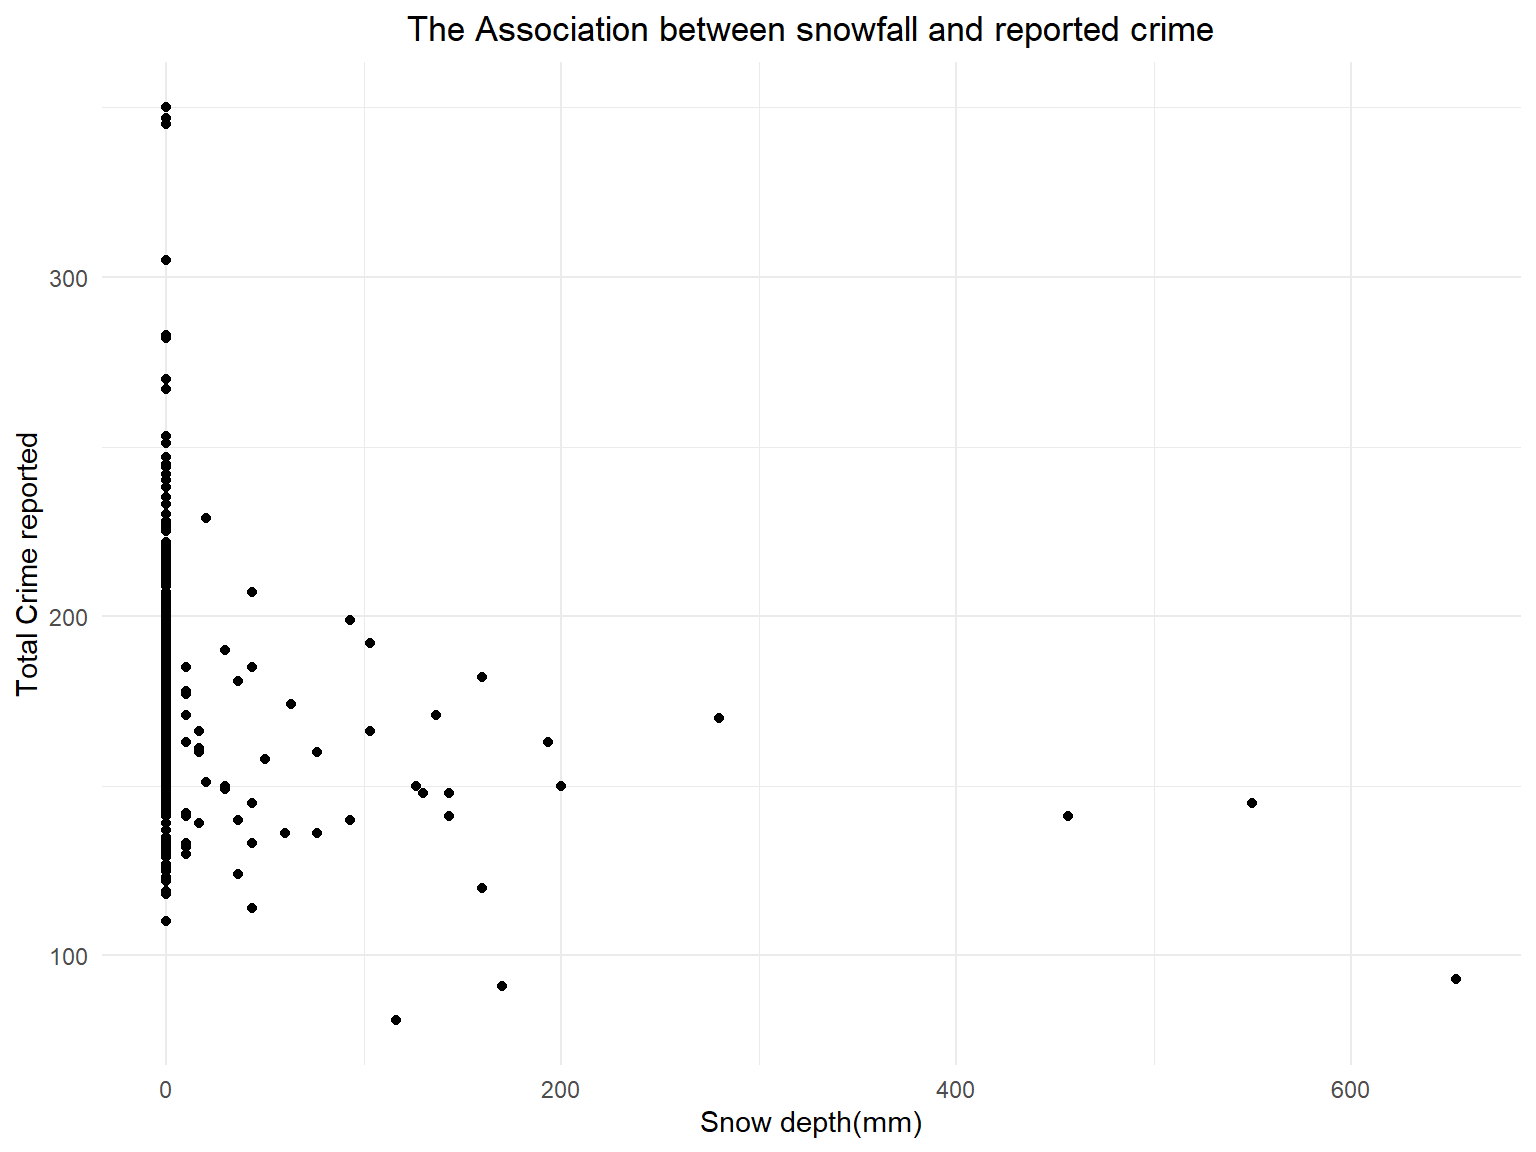 The Association between snowfall and reported crime
Total Crime reported
300
200
100
0
200
400
600
Snow depth(mm)